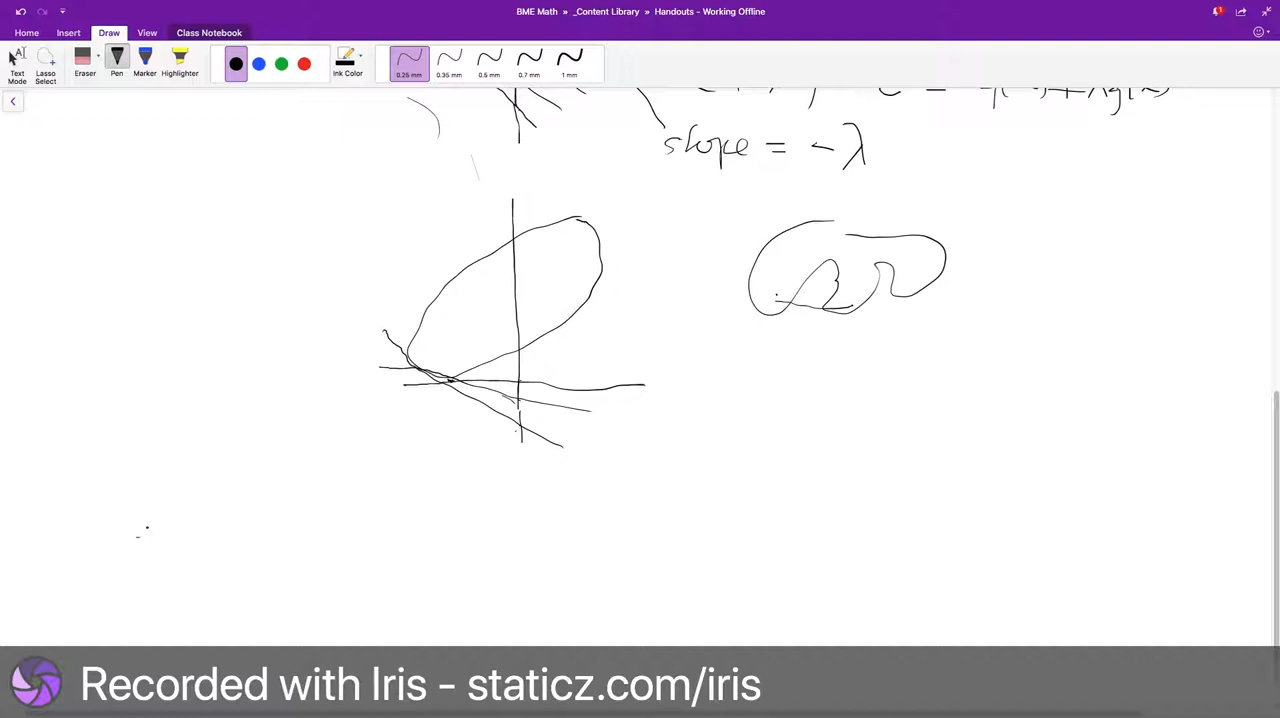 BME Math > _Content Library > Handouts - Working Offline
1
Home Insert Draw View Class Notebook
Text Mode
Lasso Select
Eraser
Pen
Marker
Highlighter
Ink Color
0.25 mm
0.35 mm
0.5 mm
0.7 mm
1 mm
slope = -λ
Recorded with Iris - staticz.com/iris